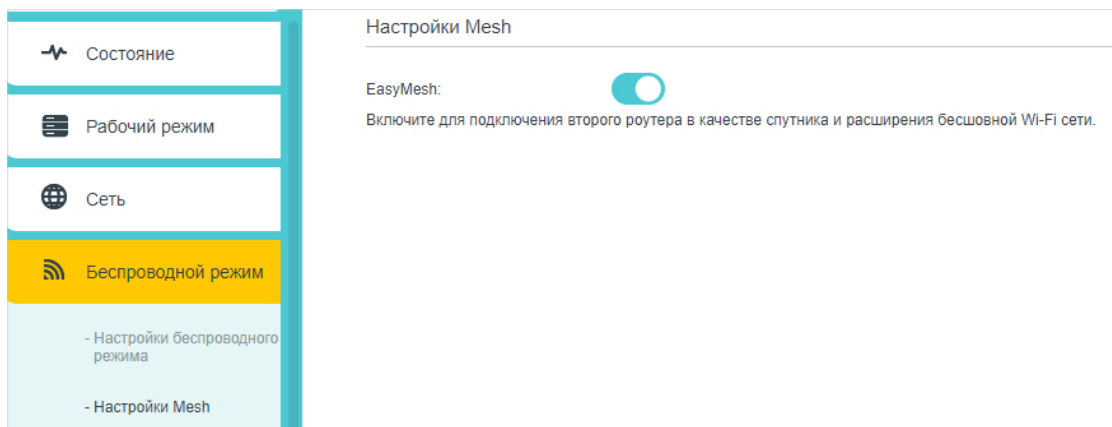 Настройки Mesh
Состояние
EasyMesh:
Включите для подключения второго роутера в качестве спутника и расширения бесшовной Wi-Fi сети.
Рабочий режим
Сеть
Беспроводной режим
- Настройки беспроводного
режима
- Настройки Mesh